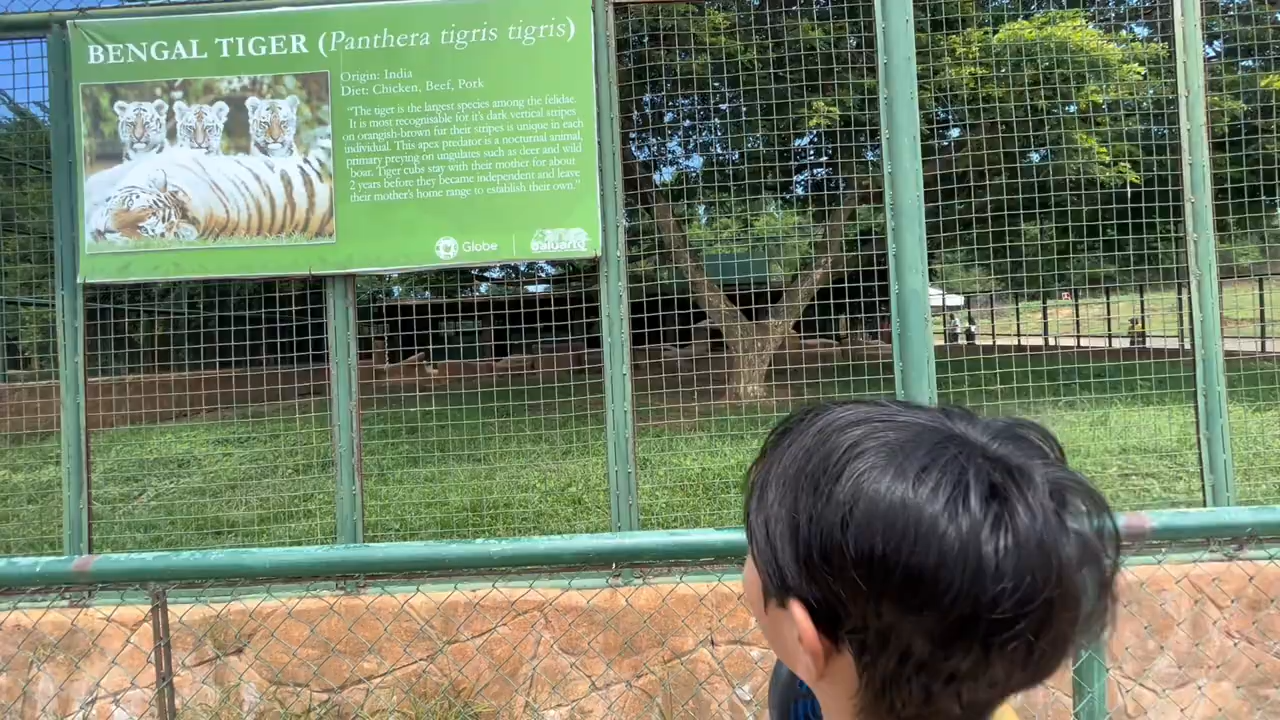 BENGAL TIGER (Panthera tigris tigris)
Origin: India
Diet: Chicken, Beef, Pork
"The tiger is the largest species among the felidae.
It is most recognisable for it's dark vertical stripes
on orangish-brown fur their stripes is unique in each
individual. This apex predator is a nocturnal animal,
primary preying on ungulates such as deer and wild
boar. Tiger cubs stay with their mother for about
2 years before they became independent and leave
their mother's home range to establish their own."
Globe
baluarte